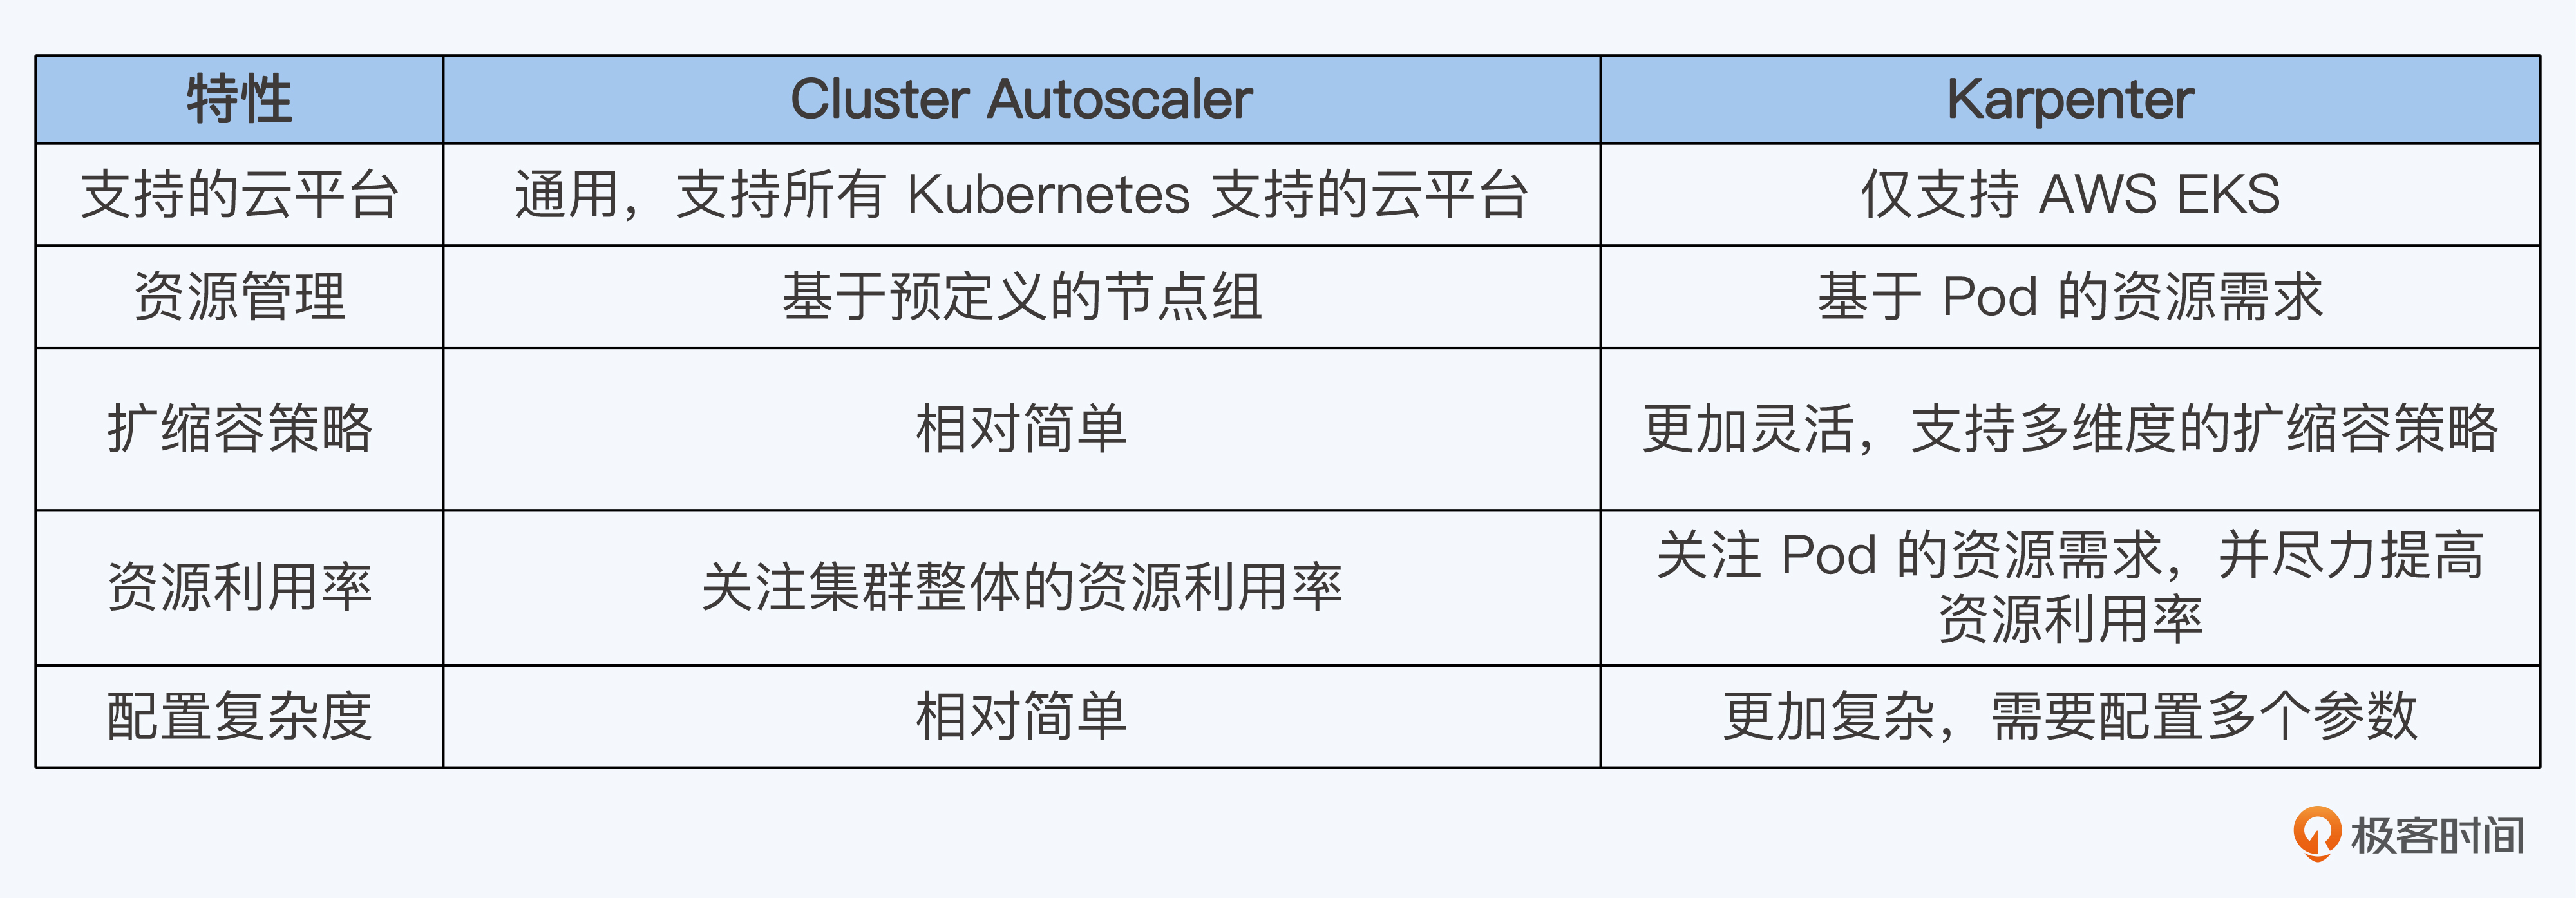 特性
Cluster Autoscaler
Karpenter
支持的云平台
通用，支持所有 Kubernetes 支持的云平台
仅支持 AWS EKS
资源管理
基于预定义的节点组
基于 Pod 的资源需求
扩缩容策略
相对简单
更加灵活，支持多维度的扩缩容策略
资源利用率
关注集群整体的资源利用率
关注 Pod 的资源需求，并尽力提高
资源利用率
配置复杂度
相对简单
更加复杂，需要配置多个参数
极客时间